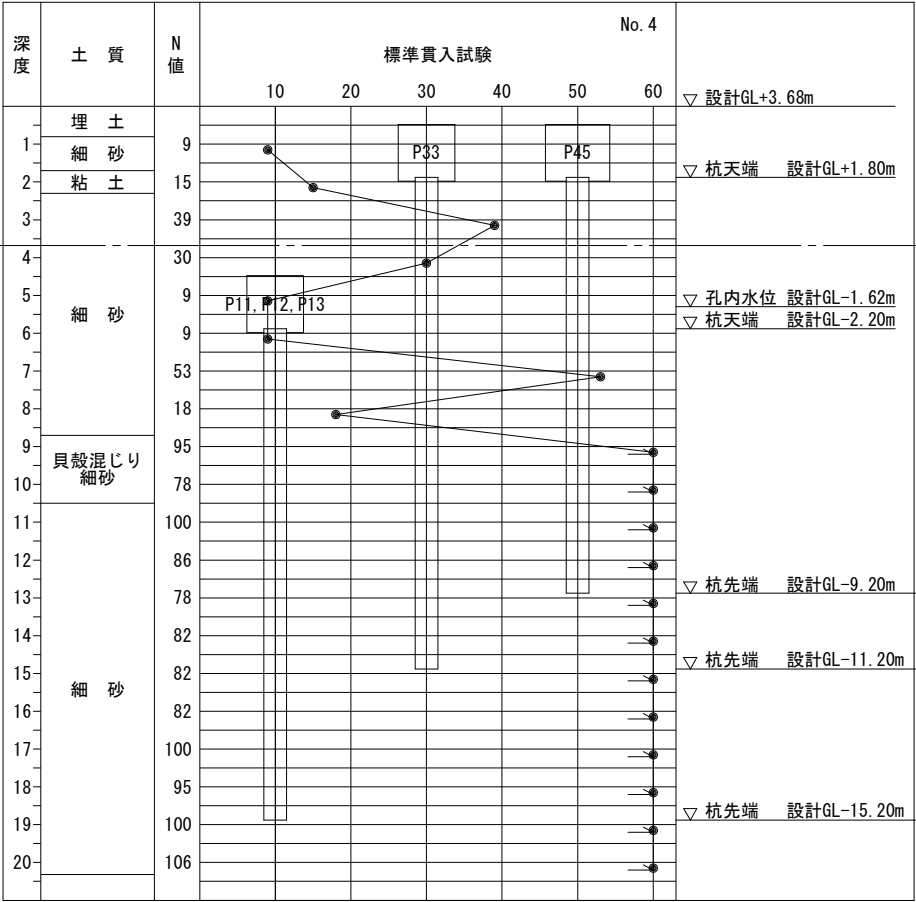 No.4
深度 土 質 N値 標準貫入試験
10 20 30 40 50 60
▽ 設計GL+3.68m
埋 土
1 細 砂 9 P33 P45
▽ 杭天端 設計GL+1.80m
2 粘 土 15
3 39
4 30
5 9
P11,P12,P13
▽ 孔内水位 設計GL-1.62m
細 砂
▽ 杭天端 設計GL-2.20m
6 9
7 53
8 18
9 95
貝殻混じり
細砂
10 78
11 100
12 86
▽ 杭先端 設計GL-9.20m
13 78
14 82
▽ 杭先端 設計GL-11.20m
15 82
細 砂
16 82
17 100
18 95
▽ 杭先端 設計GL-15.20m
19 100
20 106